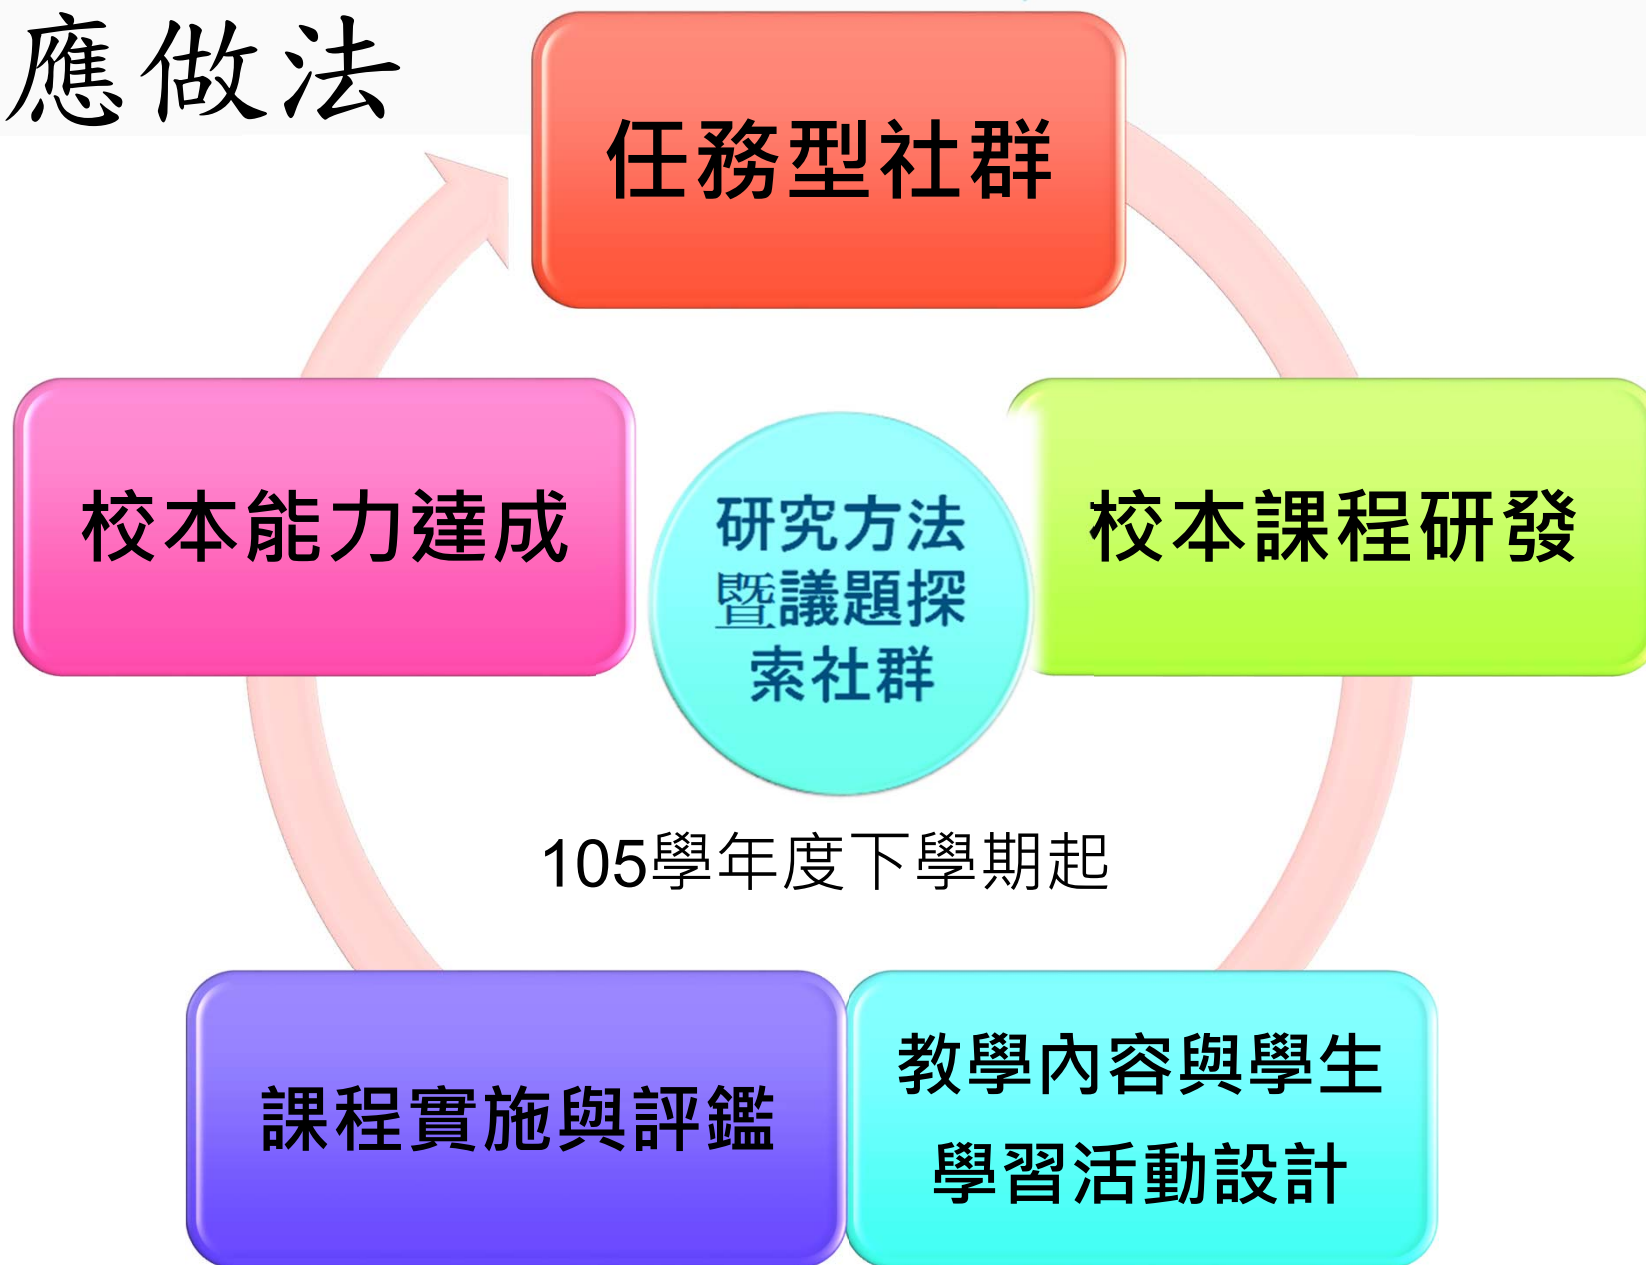 應做法
任務型社群
校本能力達成
研究方法
暨議題探
索社群
校本課程研發
105學年度下學期起
課程實施與評鑑
教學內容與學生
學習活動設計